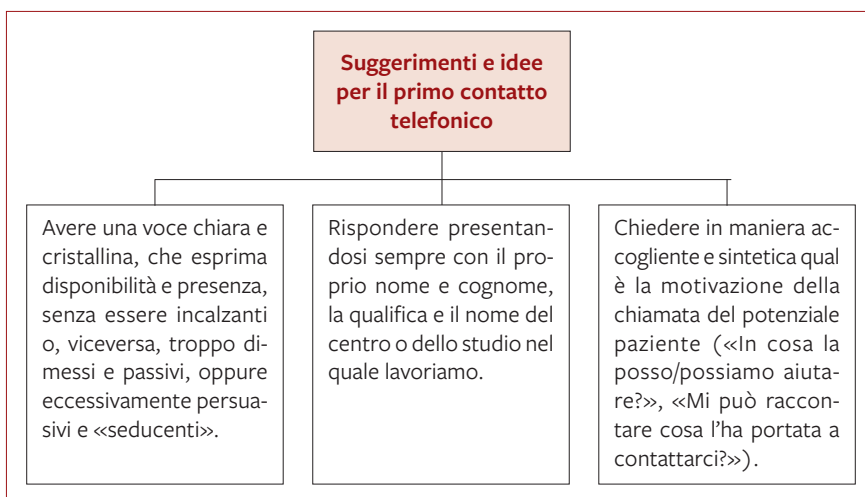 Suggerimenti e idee
per il primo contatto
telefonico
Avere una voce chiara e
cristallina, che esprima
disponibilità e presenza,
senza essere incalzanti
o, viceversa, troppo di-
messi e passivi, oppure
eccessivamente persua-
sivi e «seducenti».
Rispondere presentan-
dosi sempre con il pro-
prio nome e cognome,
la qualifica e il nome del
centro o dello studio nel
quale lavoriamo.
Chiedere in maniera ac-
cogliente e sintetica qual
è la motivazione della
chiamata del potenziale
paziente («In cosa la
posso/possiamo aiuta-
re?», «Mi può raccon-
tare cosa l’ha portata a
contattarci?»).